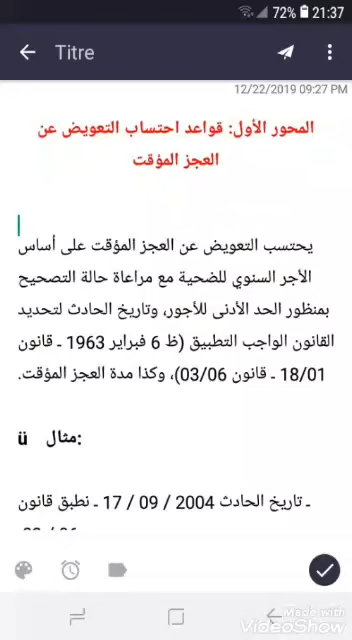 72% 21:37
Titre
12/22/2019 09:27 PM
المحور الأول: قواعد احتساب التعويض عن
العجز المؤقت
يحتسب التعويض عن العجز المؤقت على أساس
الأجر السنوي للضحية مع مراعاة حالة التصحيح
بمنظور الحد الأدنى للأجور، وتاريخ الحادث لتحديد
القانون الواجب التطبيق (ظ 6 فبراير 1963 ـ قانون
18/01 ـ قانون 03/06)، وكذا مدة العجز المؤقت.
ü مثال:
ـ تاريخ الحادث 2004 / 09 / 17 ـ نطبق قانون
Made with
VideoShow